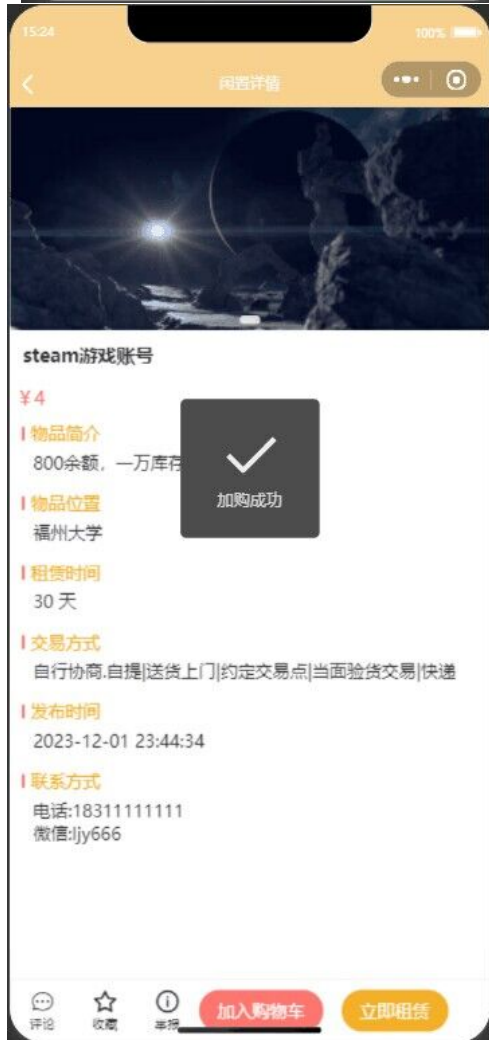 15:24
100%
闲置详情
steam游戏账号
¥4
物品简介
800余额，一万库存
加购成功
物品位置
福州大学
租赁时间
30 天
交易方式
自行协商.自提|送货上门|约定交易点|当面验货交易|快递
发布时间
2023-12-01 23:44:34
联系方式
电话:18311111111
微信:ljy666
评论
收藏
举报
加入购物车
立即租赁